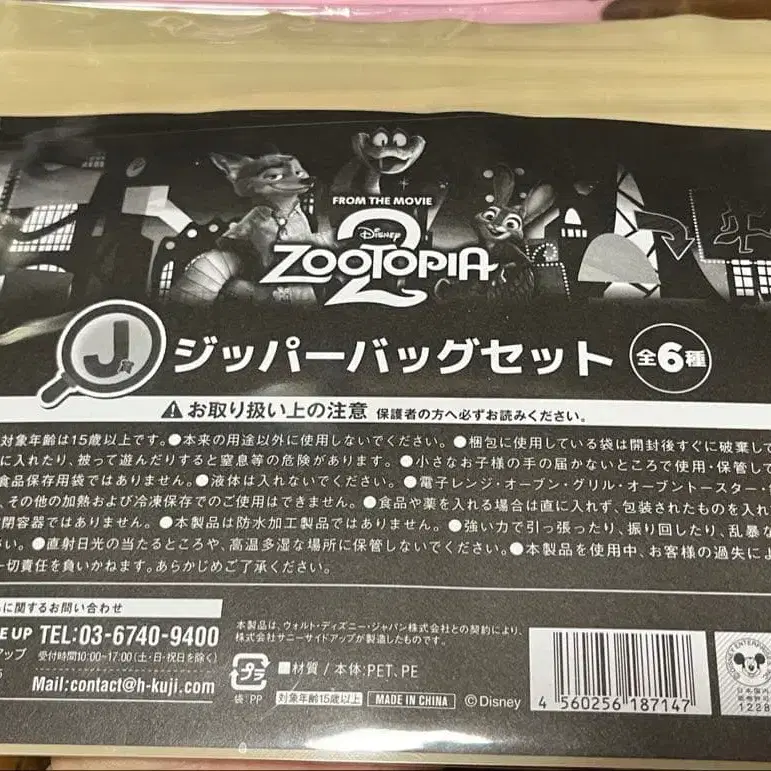 FROM THE MOVIE
Disney
ZOOTOPIA
2
J賞
ジッパーバッグセット 全6種
⚠お取り扱い上の注意 保護者の方へ必ずお読みください。
対象年齢は15歳以上です。●本来の用途以外に使用しないでください。●梱包に使用している袋は開封後すぐに破棄して
に入れたり、被って遊んだりすると窒息等の危険があります。●小さなお子様の手の届かないところで使用・保管して
食品保存用袋ではありません。●液体は入れないでください。●電子レンジ・オーブン・グリル・オーブントースター・
、その他の加熱および冷凍保存でのご使用はできません。●食品や薬を入れる場合は直に入れず、包装されたものを入れ
閉容器ではありません。●本製品は防水加工製品ではありません。●強い力で引っ張ったり、振り回したり、乱暴な
さい。●直射日光の当たるところや、高温多湿な場所に保管しないでください。●本製品を使用中、お客様の過失によ
一切責任を負いかねます。あらかじめご了承ください。
に関するお問い合わせ
E UP TEL:03-6740-9400
アップ 受付時間10:00~17:00(土・日・祝日を除く)
Mail:contact@h-kuji.com
本製品は、ウォルト・ディズニー・ジャパン株式会社との契約により、
株式会社サニーサイドアップが製造したものです。
プラ
袋:PP
■材質/本体:PET、PE
対象年齢15歳以上 MADE IN CHINA ©Disney
4 560256 187147
DISNEY ENTERPRISE
日本国内
1228